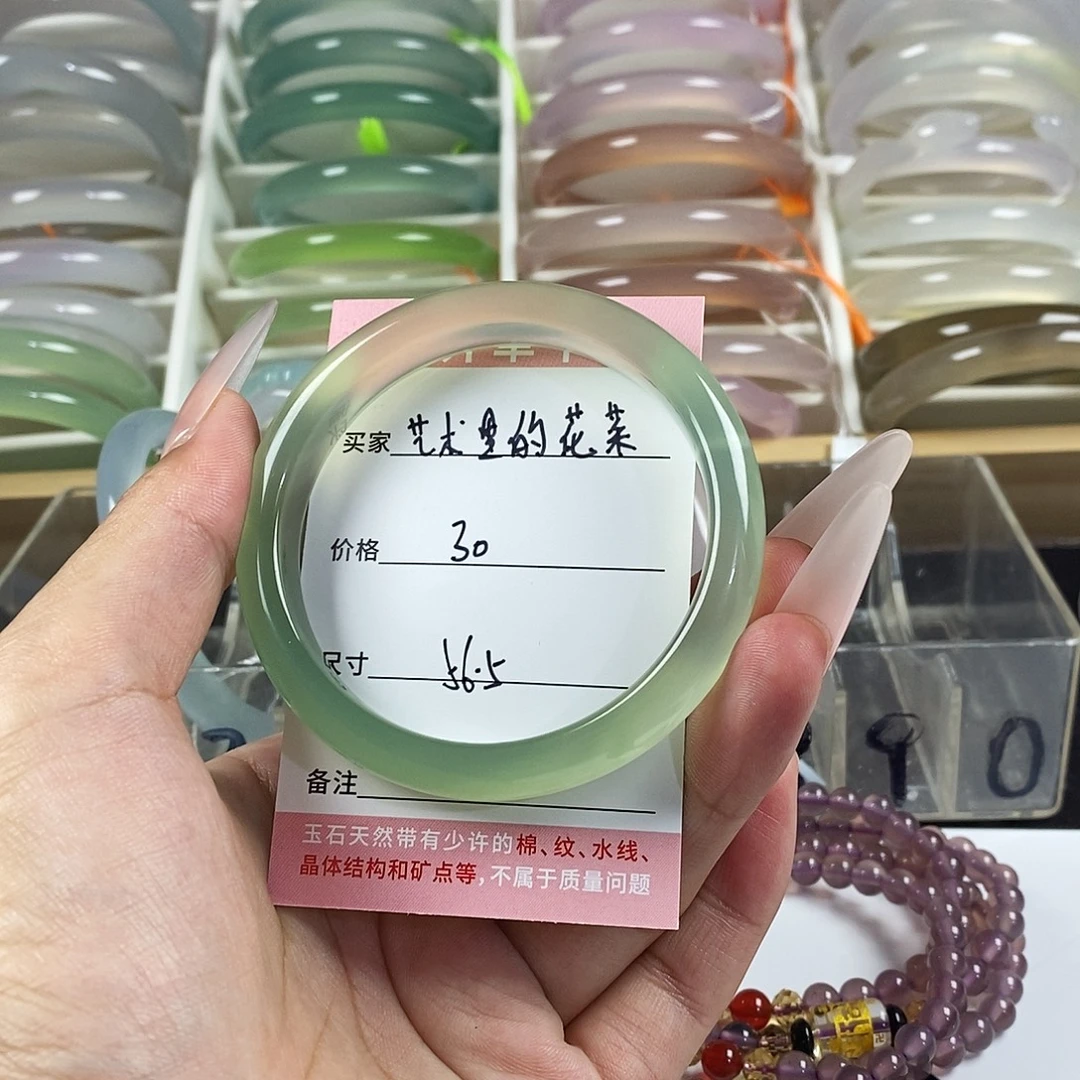 买家 艺术里的花菜
价格 30
尺寸 56.5
备注
玉石天然带有少许的棉、纹、水线、
晶体结构和矿点等,不属于质量问题
9 0